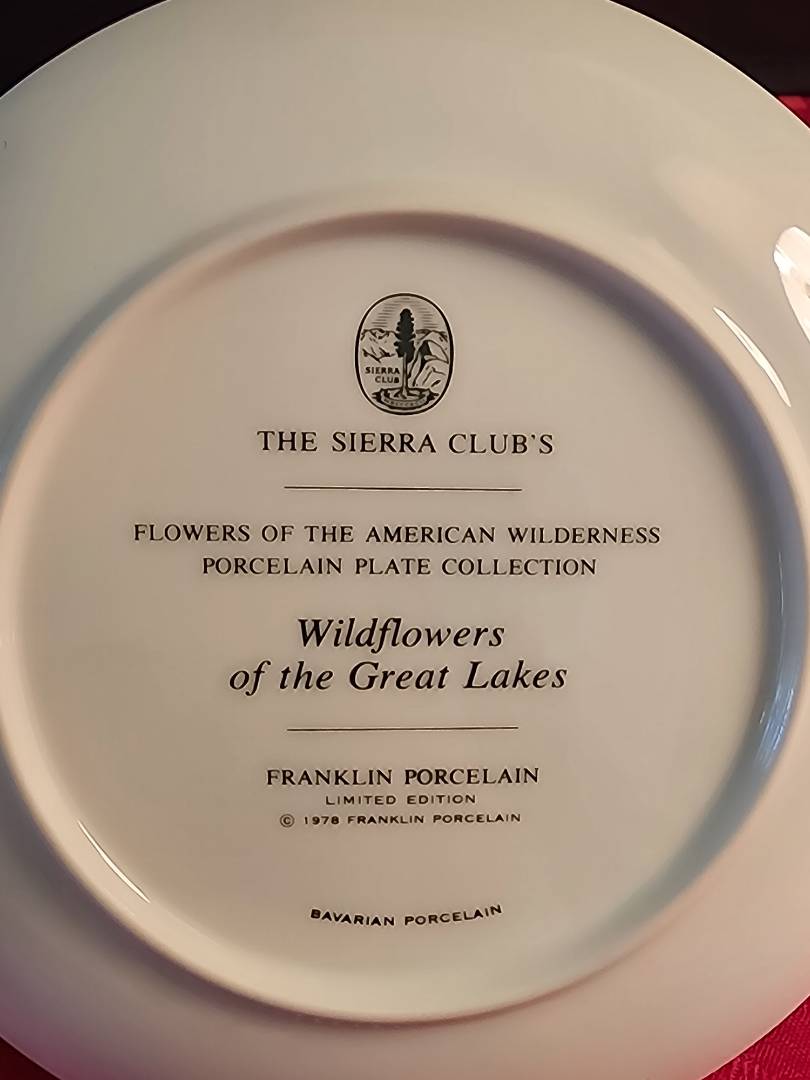 SIERRA
CLUB
THE SIERRA CLUB'S
FLOWERS OF THE AMERICAN WILDERNESS
PORCELAIN PLATE COLLECTION
Wildflowers
of the Great Lakes
FRANKLIN PORCELAIN
LIMITED EDITION
© 1978 FRANKLIN PORCELAIN
BAVARIAN PORCELAIN